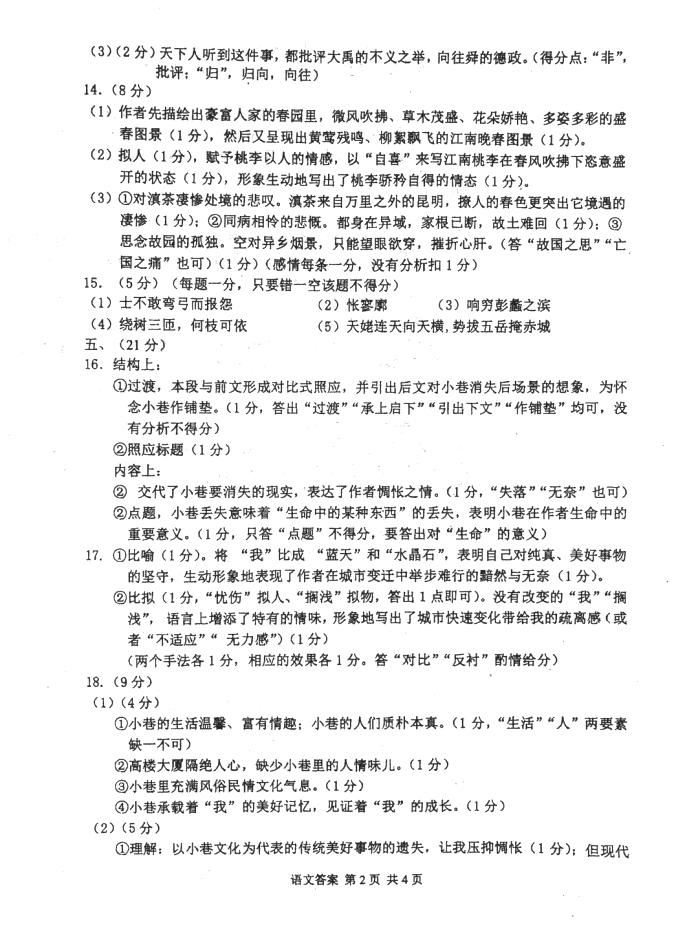 (3)(2分)天下人听到这件事，都批评大禹的不义之举，向往舜的德政。(得分点：“非”，
批评；“归”，归向，向往)
14.(8分)
(1)作者先描绘出豪富人家的春园里，微风吹拂、草木茂盛、花朵娇艳、多姿多彩的盛
春图景(1分)，然后又呈现出黄莺残鸣、柳絮飘飞的江南晚春图景(1分)。
(2)拟人(1分)，赋予桃李以人的情感，以“自喜”来写江南桃李在春风吹拂下恣意盛
开的状态(1分)，形象生动地写出了桃李骄矜自得的情态(1分)。
(3)①对滇茶凄惨处境的悲叹。滇茶来自万里之外的昆明，撩人的春色更突出它境遇的
凄惨(1分)；②同病相怜的悲慨。都身在异域，家根已断，故土难回(1分)；③
思念故园的孤独。空对异乡烟景，只能望眼欲穿，摧折心肝。(答“故国之思”“亡
国之痛”也可)(1分)(感情每条一分，没有分析扣1分)
15.(5分)(每题一分，只要错一空该题不得分)
(1)士不敢弯弓而报怨 (2)怅寥廓 (3)响穷彭蠡之滨
(4)绕树三匝，何枝可依 (5)天姥连天向天横,势拔五岳掩赤城
五、(21分)
16.结构上：
①过渡，本段与前文形成对比式照应，并引出后文对小巷消失后场景的想象，为怀
念小巷作铺垫。(1分，答出“过渡”“承上启下”“引出下文”“作铺垫”均可，没
有分析不得分)
②照应标题(1分)
内容上：
② 交代了小巷要消失的现实，表达了作者惆怅之情。(1分，“失落”“无奈”也可)
②点题，小巷丢失意味着“生命中的某种东西”的丢失，表明小巷在作者生命中的
重要意义。(1分，只答“点题”不得分，要答出对“生命”的意义)
17.①比喻(1分)。将 “我”比成 “蓝天”和“水晶石”，表明自己对纯真、美好事物
的坚守，生动形象地表现了作者在城市变迁中举步难行的黯然与无奈(1分)。
②比拟(1分，“忧伤”拟人、“搁浅”拟物，答出1点即可)。没有改变的“我”“搁
浅”，语言上增添了特有的情味，形象地写出了城市快速变化带给我的疏离感(或
者“不适应”“ 无力感”)(1分)
(两个手法各1分，相应的效果各1分。答“对比”“反衬”酌情给分)
18.(9分)
(1)(4分)
①小巷的生活温馨、富有情趣；小巷的人们质朴本真。(1分，“生活”“人”两要素
缺一不可)
②高楼大厦隔绝人心，缺少小巷里的人情味儿。(1分)
③小巷里充满风俗民情文化气息。(1分)
④小巷承载着“我”的美好记忆，见证着“我”的成长。(1分)
(2)(5分)
①理解：以小巷文化为代表的传统美好事物的遗失，让我压抑惆怅(1分)；但现代
语文答案 第2页 共4页